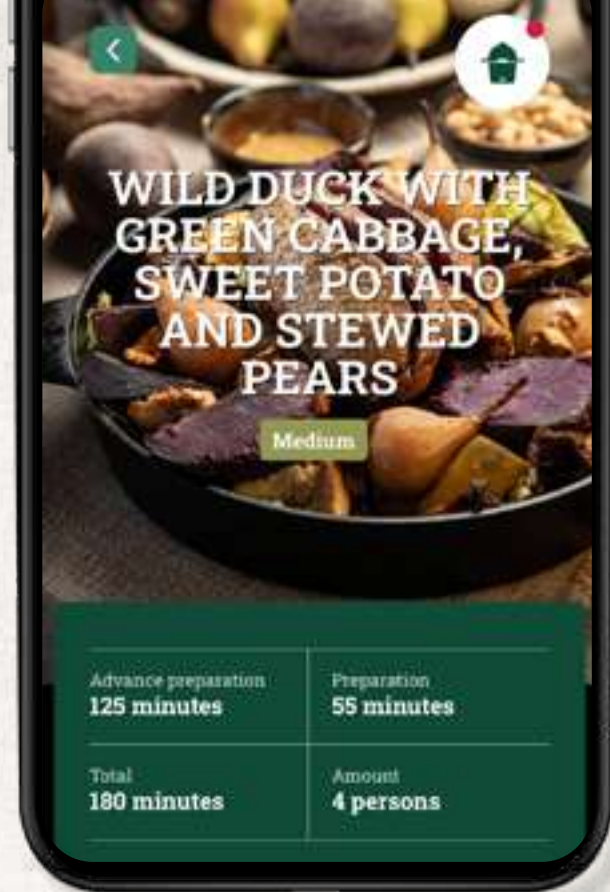 WILD DUCK WITH
GREEN CABBAGE,
SWEET POTATO
AND STEWED
PEARS
Medium
Advance preparation
125 minutes
Preparation
55 minutes
Total
180 minutes
Amount
4 persons